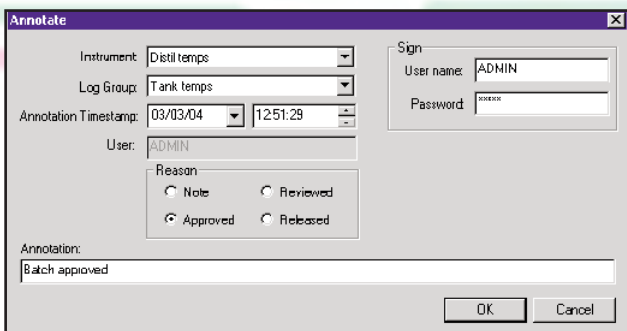 Annotate
Instrument: Distil temps
Log Group: Tank temps
Annotation Timestamp: 03/03/04 12:51:29
User: ADMIN
Reason
Note Reviewed
Approved Released
Sign
User name: ADMIN
Password: xxxxx
Annotation:
Batch approved
OK Cancel